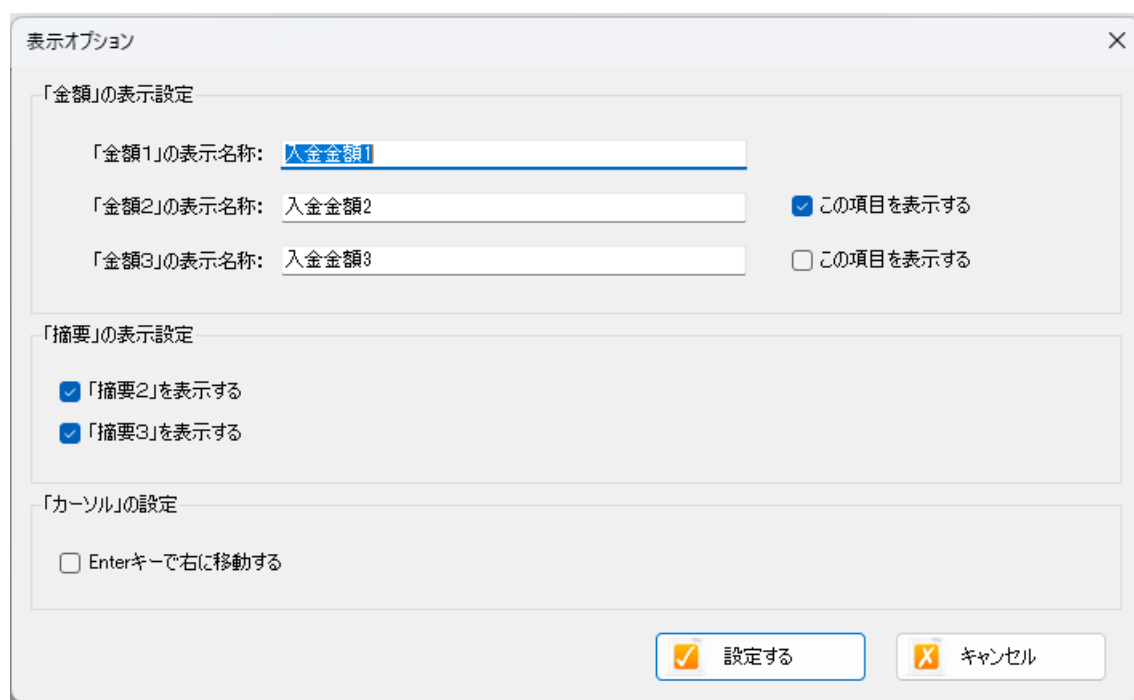 表示オプション
「金額」の表示設定
「金額1」の表示名称: 入金金額1
「金額2」の表示名称: 入金金額2 この項目を表示する
「金額3」の表示名称: 入金金額3 この項目を表示する
「摘要」の表示設定
「摘要2」を表示する
「摘要3」を表示する
「カーソル」の設定
Enterキーで右に移動する
設定する キャンセル